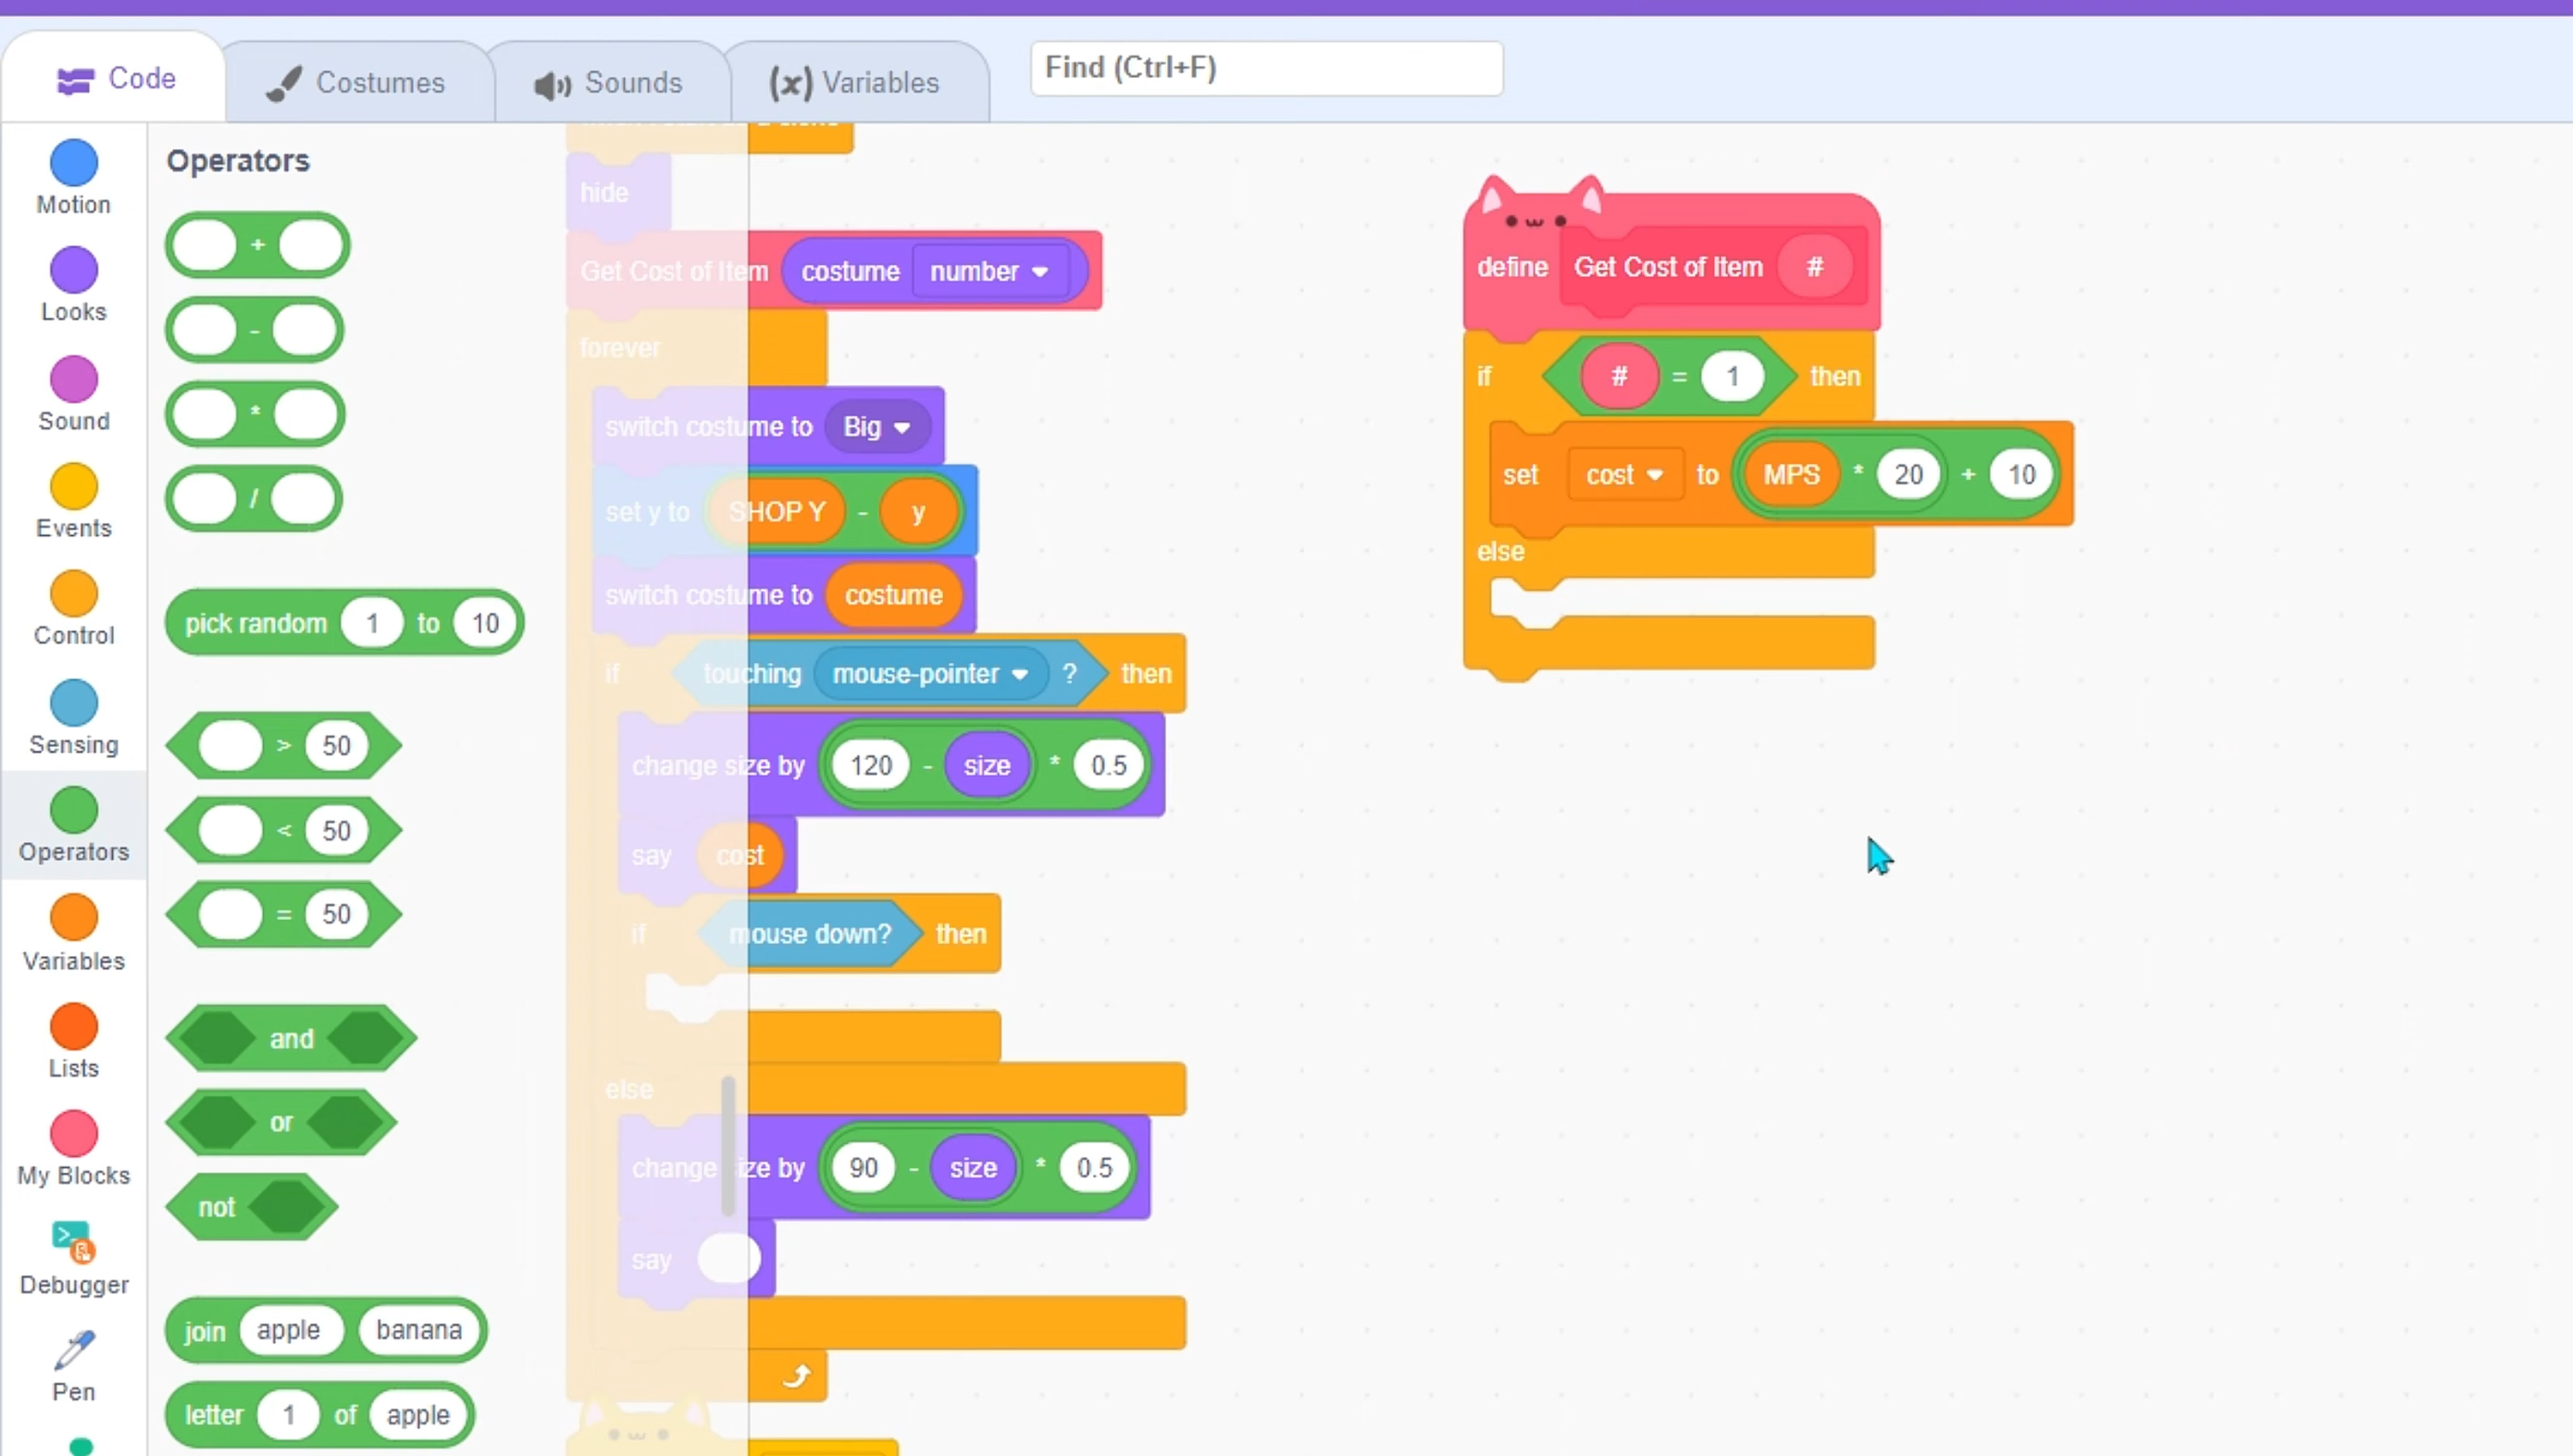 Code
Costumes
Sounds
(x) Variables
Find (Ctrl+F)
Motion
Looks
Sound
Events
Control
Sensing
Operators
Variables
Lists
My Blocks
Debugger
Pen
Operators
+
-
*
/
pick random 1 to 10
> 50
< 50
= 50
and
or
not
join apple banana
letter 1 of apple
hide
Get Cost of Item costume number
forever
switch costume to Big
set y to SHOP Y - y
switch costume to costume
if touching mouse-pointer ? then
change size by 120 - size * 0.5
say cost
if mouse down? then
else
change size by 90 - size * 0.5
say
define Get Cost of Item #
if # = 1 then
set cost to MPS * 20 + 10
else